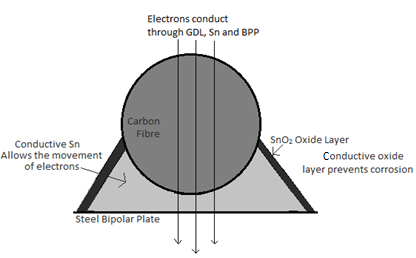 Electrons conduct
through GDL, Sn and BPP
Carbon
Fibre
Conductive Sn
Allows the movement
of electrons
SnO₂ Oxide Layer
Conductive oxide
layer prevents corrosion
Steel Bipolar Plate